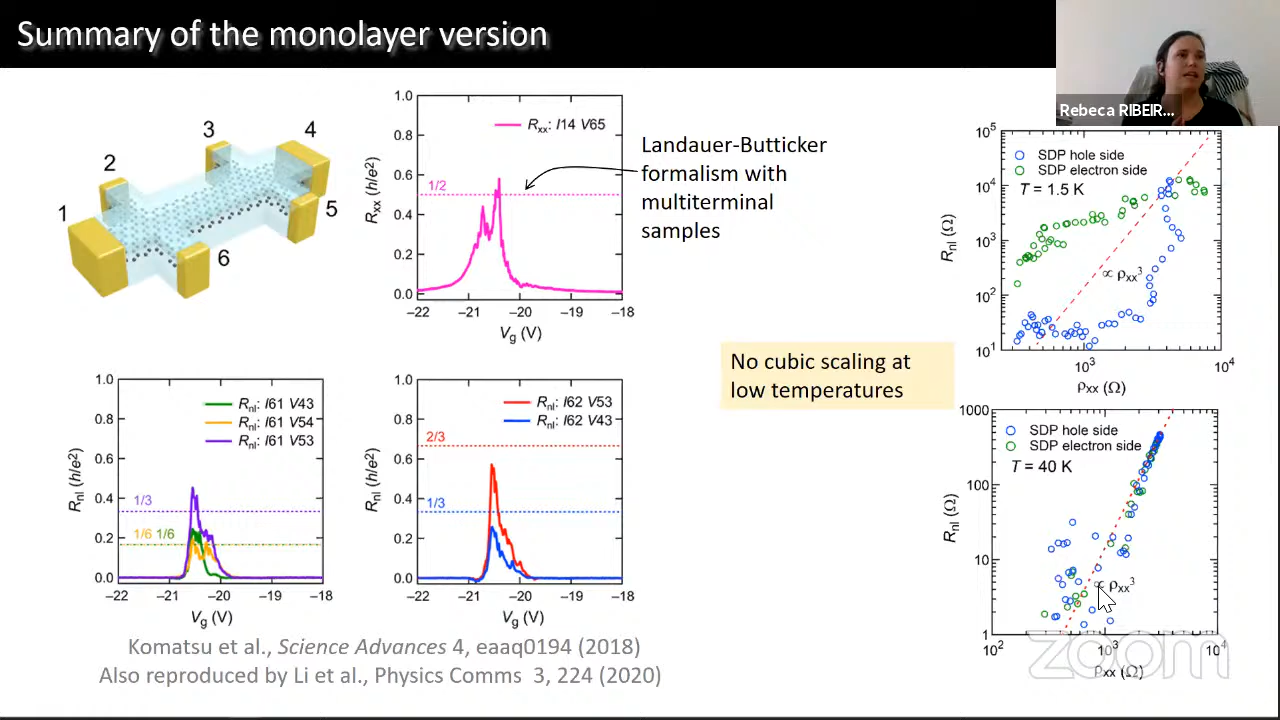 Summary of the monolayer version
Rebeca RIBEIR...
1
2
3
4
5
6
1.0
0.8
0.6
0.4
0.2
0.0
Rxx (h/e²)
1/2
Rxx: I14 V65
−22 −21 −20 −19 −18
Vg (V)
Landauer-Butticker
formalism with
multiterminal
samples
10⁵
10⁴
10³
10²
10¹
Rnl (Ω)
SDP hole side
SDP electron side
T = 1.5 K
∝ ρxx³
10³ 10⁴
ρxx (Ω)
No cubic scaling at
low temperatures
1.0
0.8
0.6
0.4
0.2
0.0
Rnl (h/e²)
Rnl: I61 V43
Rnl: I61 V54
Rnl: I61 V53
1/3
1/6 1/6
−22 −21 −20 −19 −18
Vg (V)
1.0
0.8
0.6
0.4
0.2
0.0
Rnl (h/e²)
Rnl: I62 V53
Rnl: I62 V43
2/3
1/3
−22 −21 −20 −19 −18
Vg (V)
1000
100
10
1
Rnl (Ω)
SDP hole side
SDP electron side
T = 40 K
∝ ρxx³
10² 10³ 10⁴
ρxx (Ω)
Komatsu et al., Science Advances 4, eaaq0194 (2018)
Also reproduced by Li et al., Physics Comms 3, 224 (2020)
zoom